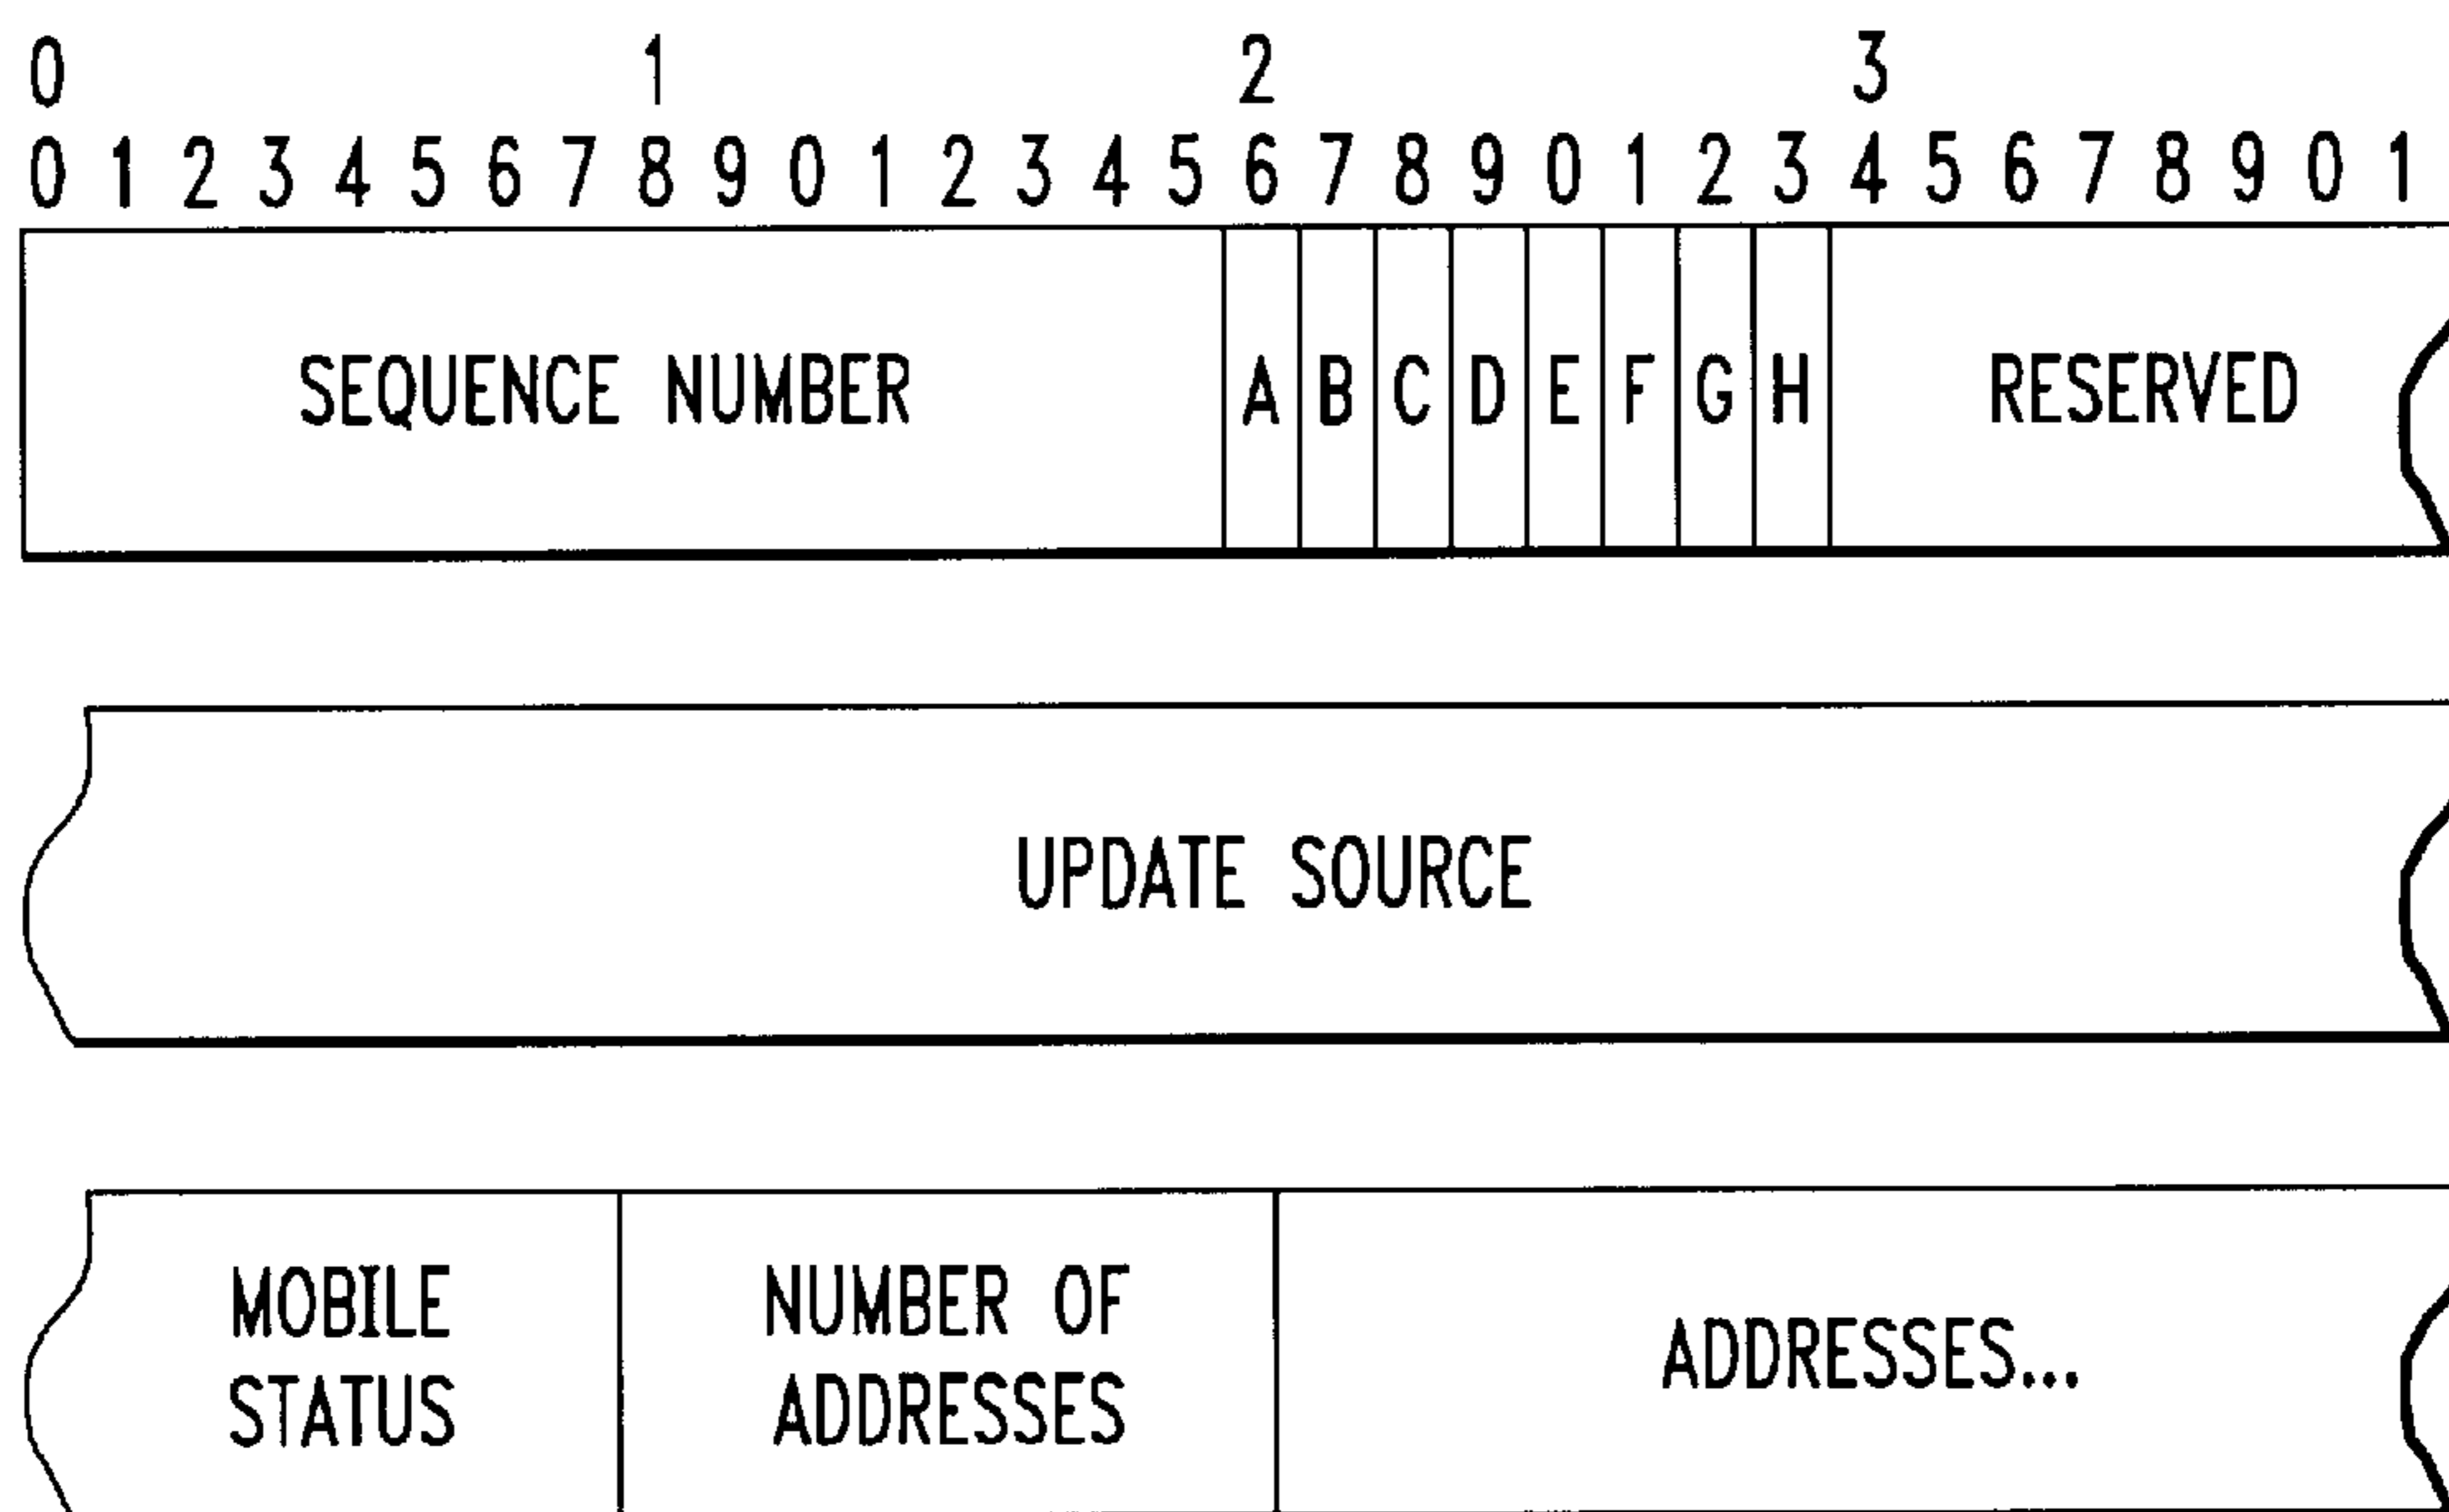 0 1 2 3
0 1 2 3 4 5 6 7 8 9 0 1 2 3 4 5 6 7 8 9 0 1 2 3 4 5 6 7 8 9 0 1
SEQUENCE NUMBER A B C D E F G H RESERVED
UPDATE SOURCE
MOBILE STATUS
NUMBER OF ADDRESSES
ADDRESSES...